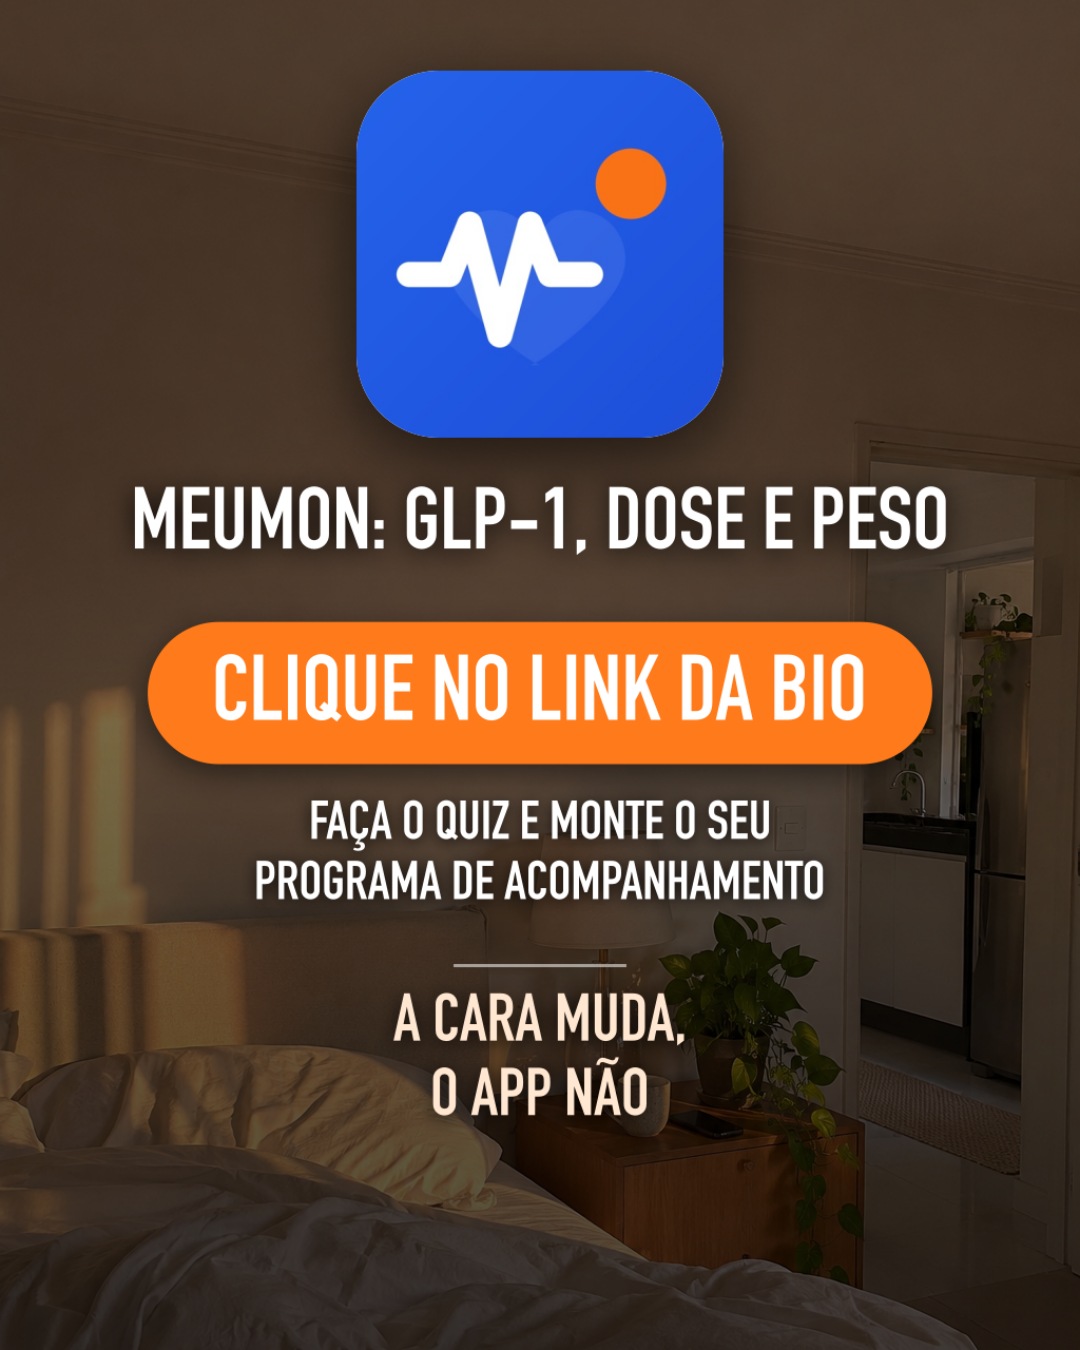 MEUMON: GLP-1, DOSE E PESO
CLIQUE NO LINK DA BIO
FAÇA O QUIZ E MONTE O SEU
PROGRAMA DE ACOMPANHAMENTO
A CARA MUDA,
O APP NÃO